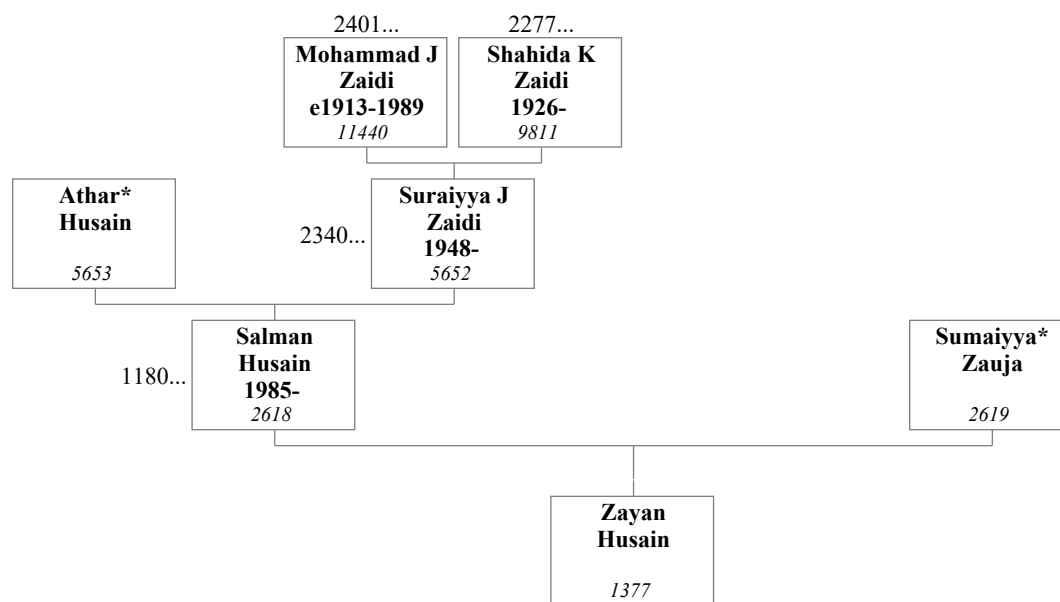 2401...
2277...
Mohammad J
Zaidi
e1913-1989
11440
Shahida K
Zaidi
1926-
9811
Athar*
Husain
5653
2340...
Suraiyya J
Zaidi
1948-
5652
1180...
Salman
Husain
1985-
2618
Sumaiyya*
Zauja
2619
Zayan
Husain
1377